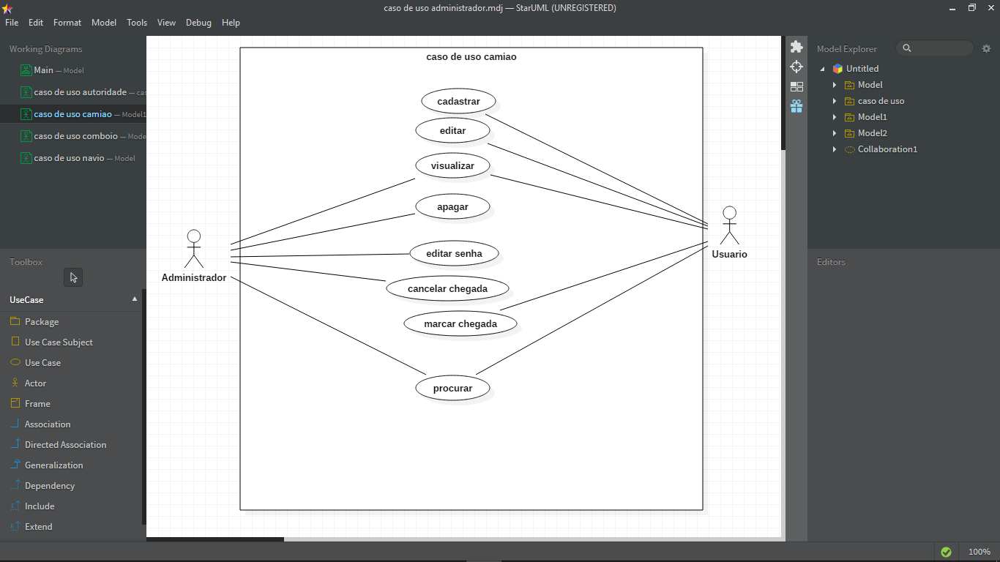 caso de uso administrador.mdj — StarUML (UNREGISTERED)
File Edit Format Model Tools View Debug Help
Working Diagrams
Main — Model
caso de uso autoridade — cas
caso de uso camiao — Model1
caso de uso comboio — Mode
caso de uso navio — Model
Toolbox
UseCase
Package
Use Case Subject
Use Case
Actor
Frame
Association
Directed Association
Generalization
Dependency
Include
Extend
caso de uso camiao
cadastrar
editar
visualizar
apagar
editar senha
cancelar chegada
marcar chegada
procurar
Administrador
Usuario
Model Explorer
Untitled
Model
caso de uso
Model1
Model2
Collaboration1
Editors
100%